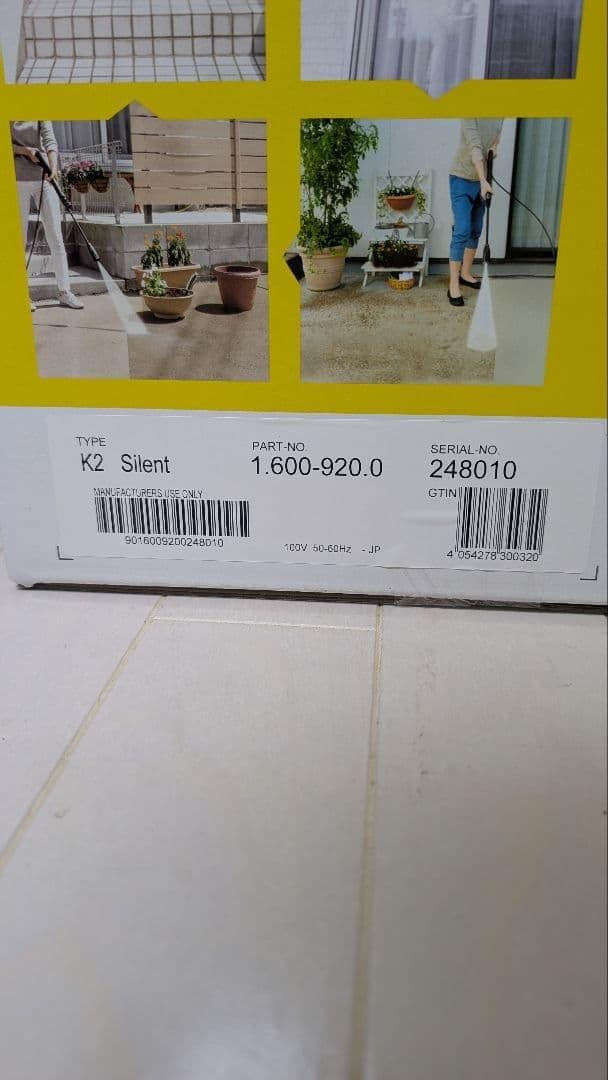 TYPE
K2 Silent
PART-NO.
1.600-920.0
SERIAL-NO.
248010
MANUFACTURERS USE ONLY
9016009200248010
100V 50-60Hz - JP
GTIN
4 054278 300320